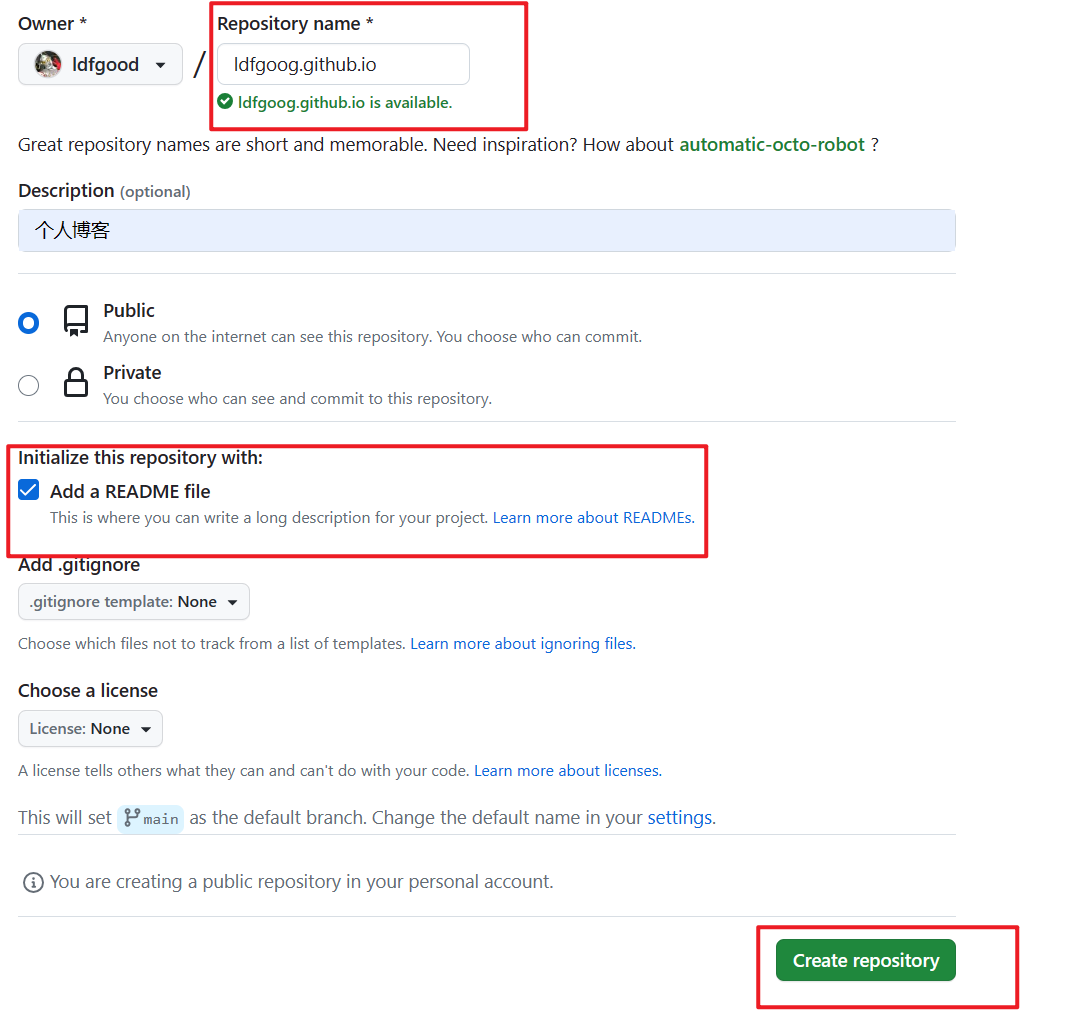 Owner *
Repository name *
ldfgood
/
ldfgoog.github.io
ldfgoog.github.io is available.
Great repository names are short and memorable. Need inspiration? How about automatic-octo-robot ?
Description (optional)
个人博客
Public
Anyone on the internet can see this repository. You choose who can commit.
Private
You choose who can see and commit to this repository.
Initialize this repository with:
Add a README file
This is where you can write a long description for your project. Learn more about READMEs.
Add .gitignore
.gitignore template: None
Choose which files not to track from a list of templates. Learn more about ignoring files.
Choose a license
License: None
A license tells others what they can and can't do with your code. Learn more about licenses.
This will set main as the default branch. Change the default name in your settings.
You are creating a public repository in your personal account.
Create repository